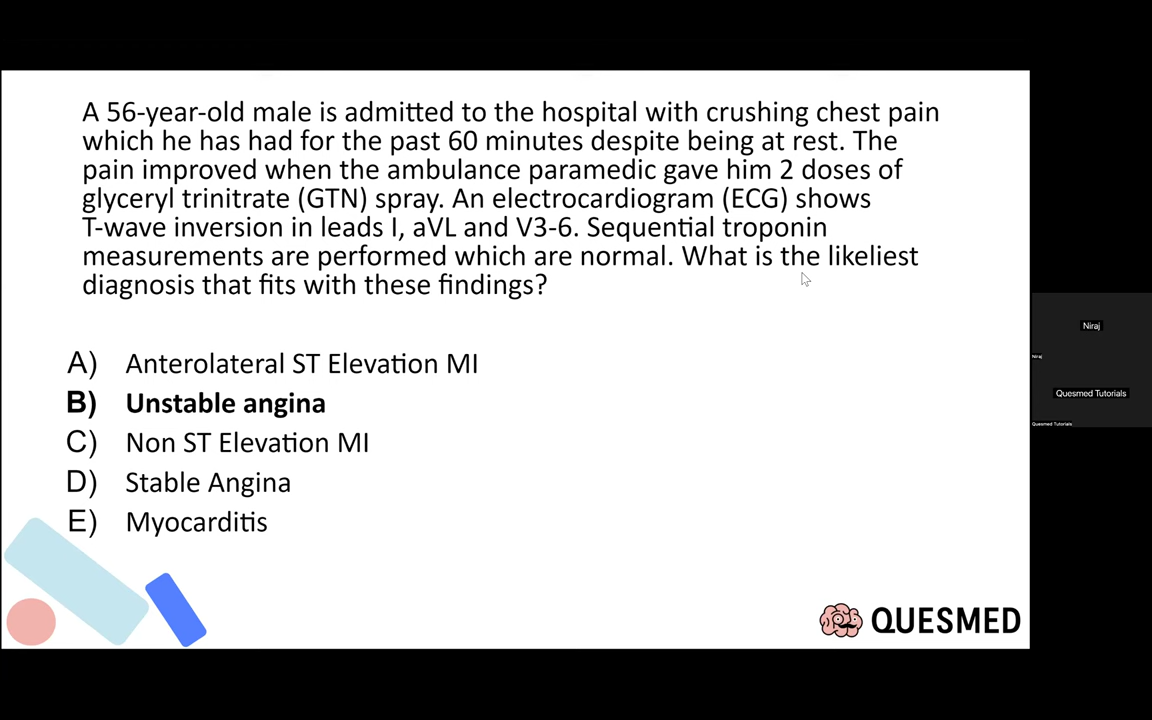 A 56-year-old male is admitted to the hospital with crushing chest pain
which he has had for the past 60 minutes despite being at rest. The
pain improved when the ambulance paramedic gave him 2 doses of
glyceryl trinitrate (GTN) spray. An electrocardiogram (ECG) shows
T-wave inversion in leads I, aVL and V3-6. Sequential troponin
measurements are performed which are normal. What is the likeliest
diagnosis that fits with these findings?
A) Anterolateral ST Elevation MI
B) Unstable angina
C) Non ST Elevation MI
D) Stable Angina
E) Myocarditis
QUESMED
Niraj
Niraj
Quesmed Tutorials
Quesmed Tutorials